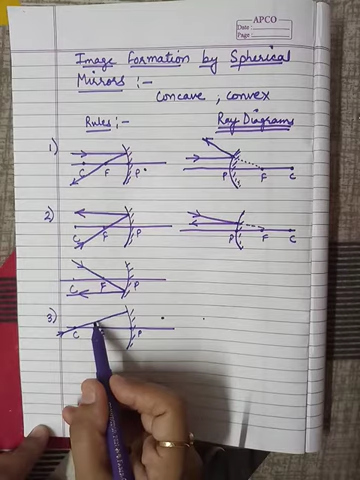 APCO
Date :
Page :
Image Formation by Spherical
Mirrors :-
Concave , convex
Rules :-
Ray Diagrams
1)
C F P
P F C
2)
C F P
P F C
C F P
3)
C P